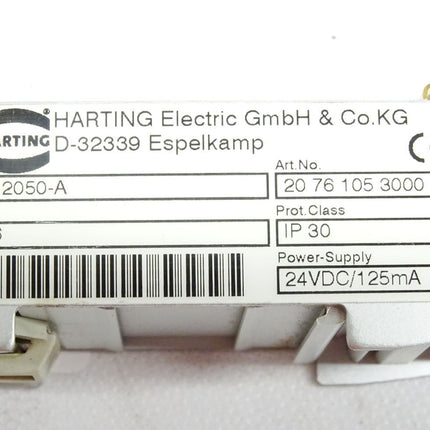 HARTING Electric GmbH & Co.KG
D-32339 Espelkamp
ARTING
Art.No.
2050-A
20 76 105 3000
Prot.Class
IP 30
Power-Supply
24VDC/125mA